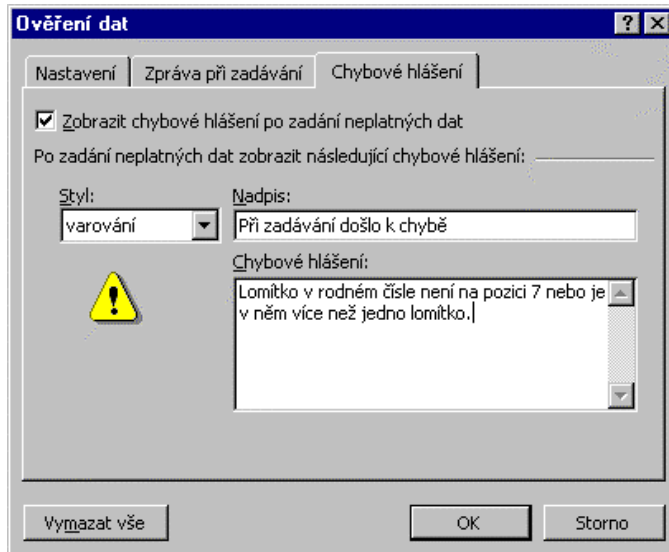 Ověření dat
Nastavení Zpráva při zadávání Chybové hlášení
Zobrazit chybové hlášení po zadání neplatných dat
Po zadání neplatných dat zobrazit následující chybové hlášení:
Styl: Nadpis:
varování Při zadávání došlo k chybě
Chybové hlášení:
Lomítko v rodném čísle není na pozici 7 nebo je
v něm více než jedno lomítko.
Vymazat vše OK Storno